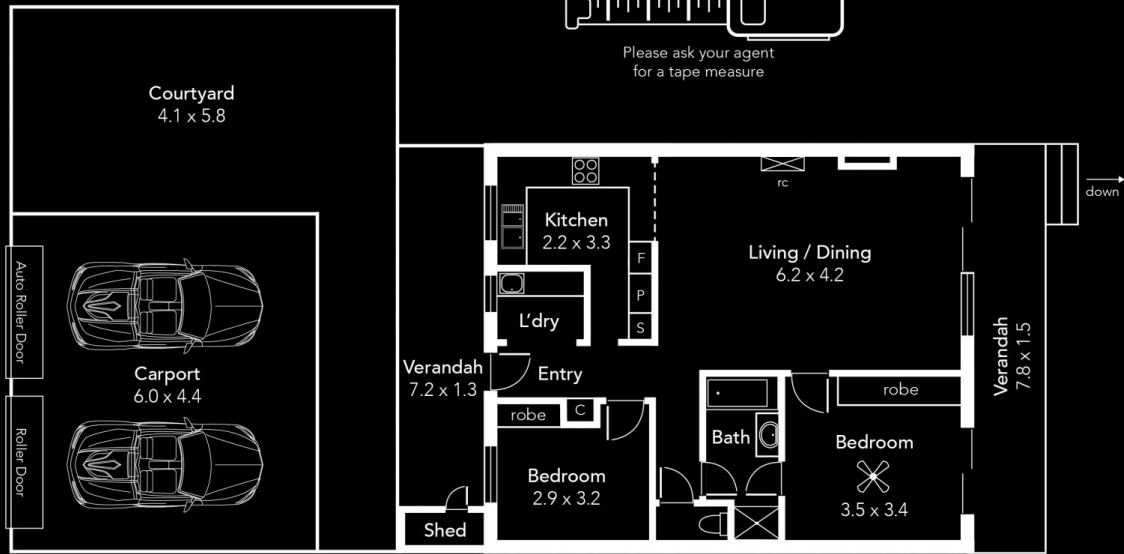 Please ask your agent
for a tape measure
Courtyard
4.1 x 5.8
down
rc
Kitchen
2.2 x 3.3
Living / Dining
6.2 x 4.2
F
P
S
L'dry
Auto Roller Door
Carport
6.0 x 4.4
Roller Door
Verandah
7.2 x 1.3
Entry
Verandah
7.8 x 1.5
robe
C
robe
Bath
Bedroom
2.9 x 3.2
Bedroom
3.5 x 3.4
Shed